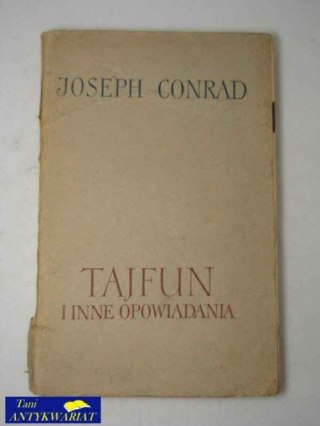 JOSEPH CONRAD
TAJFUN
I INNE OPOWIADANIA
Tani
ANTYKWARIAT